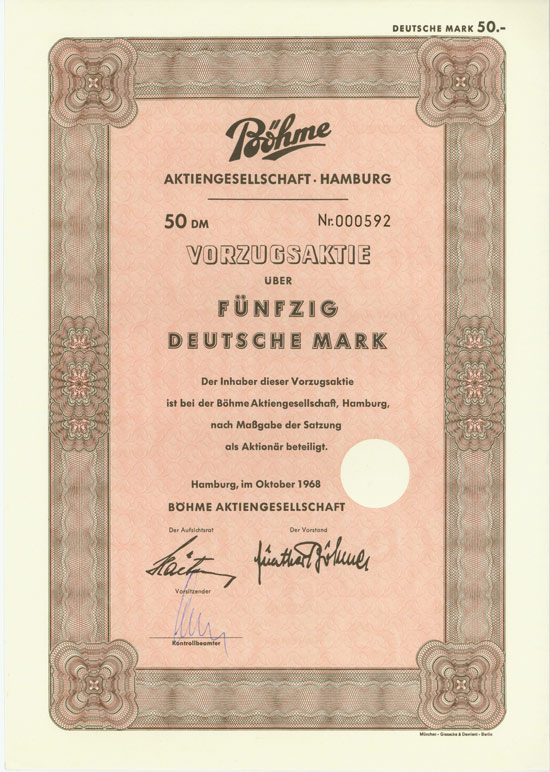 DEUTSCHE MARK 50.-
Böhme
AKTIENGESELLSCHAFT · HAMBURG
50 DM Nr. 000592
VORZUGSAKTIE
ÜBER
FÜNFZIG
DEUTSCHE MARK
Der Inhaber dieser Vorzugsaktie
ist bei der Böhme Aktiengesellschaft, Hamburg,
nach Maßgabe der Satzung
als Aktionär beteiligt.
Hamburg, im Oktober 1968
BÖHME AKTIENGESELLSCHAFT
Der Aufsichtsrat Der Vorstand
Günther Böhme
Vorsitzender
Kontrollbeamter
München - Giesecke & Devrient - Berlin